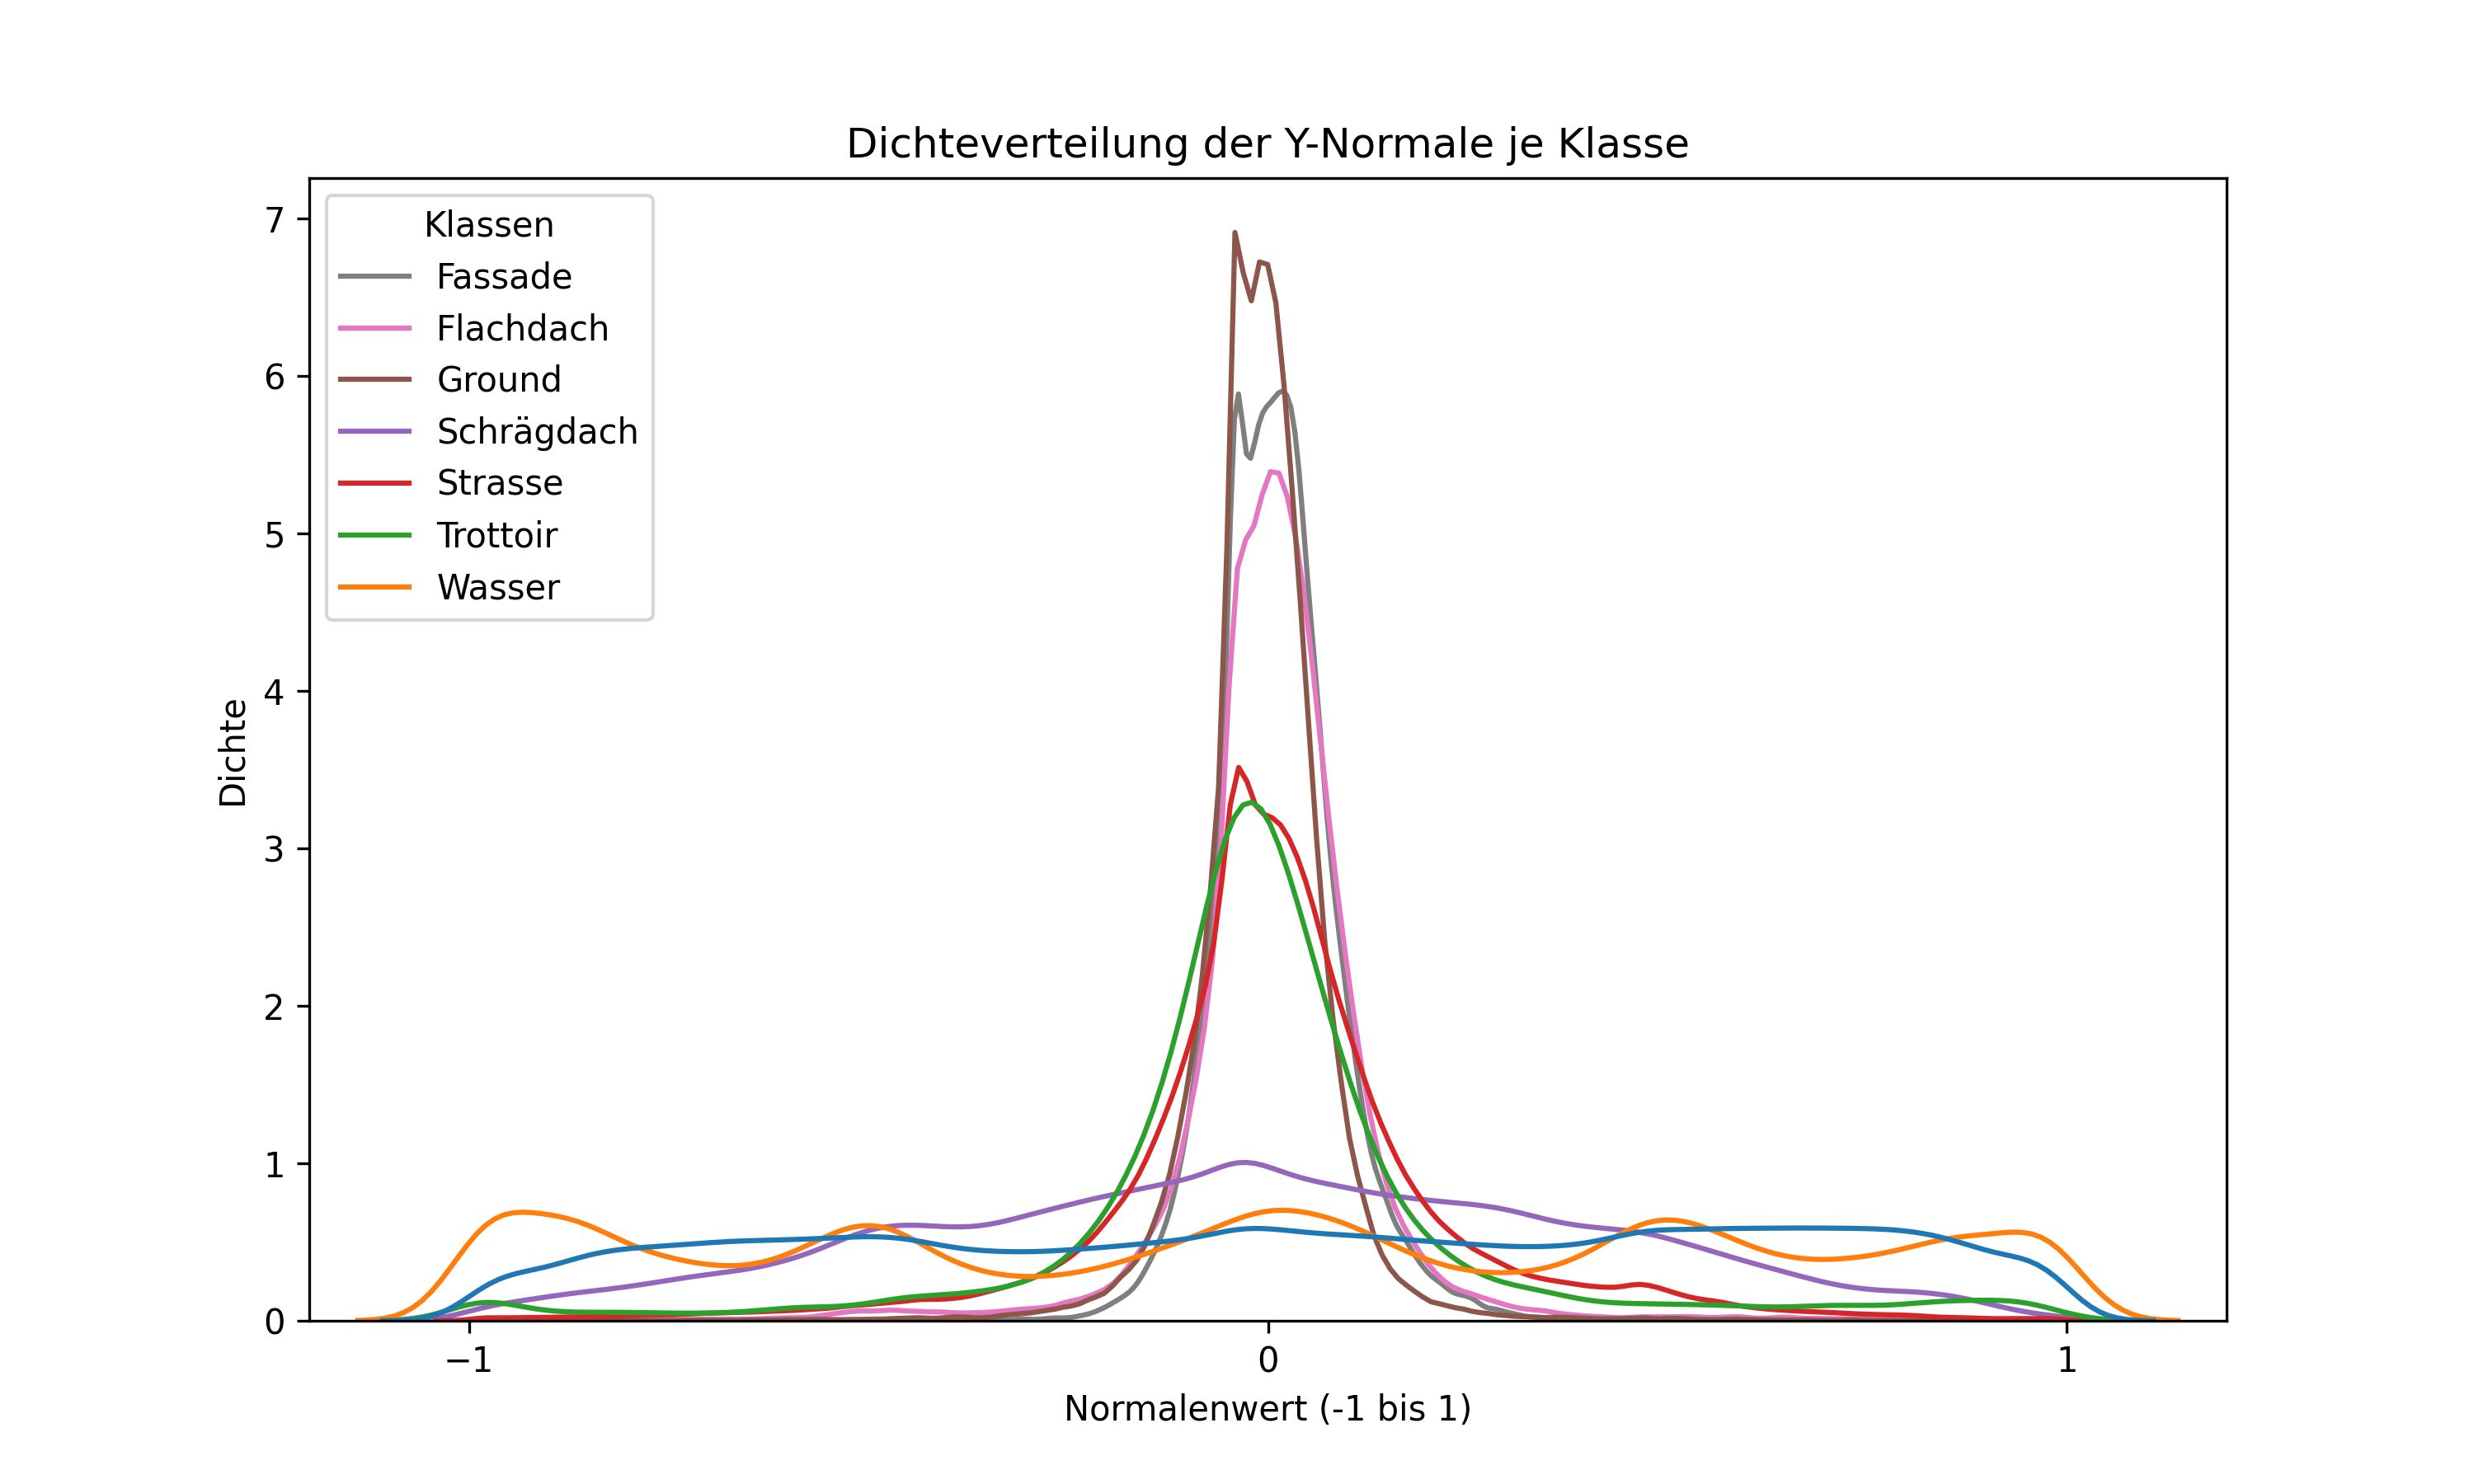 Dichteverteilung der Y-Normale je Klasse
Klassen
Fassade
Flachdach
Ground
Schrägdach
Strasse
Trottoir
Wasser
Dichte
7
6
5
4
3
2
1
0
−1
0
1
Normalenwert (-1 bis 1)